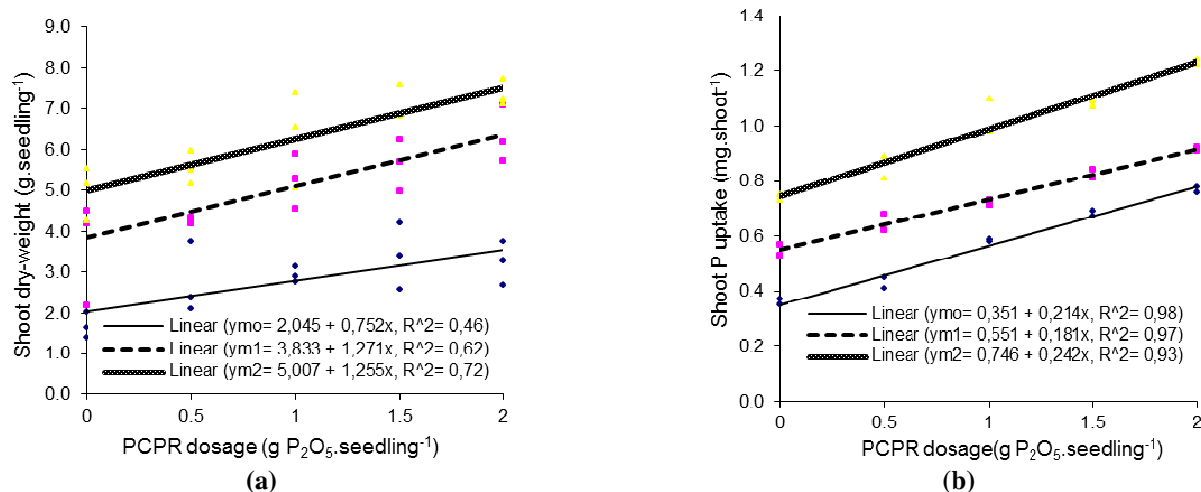 9.0
8.0
7.0
6.0
5.0
4.0
3.0
2.0
1.0
0.0
Shoot dry-weight (g.seedling-1)
Linear (ymo= 2,045 + 0,752x, R^2= 0,46)
Linear (ym1= 3,833 + 1,271x, R^2= 0,62)
Linear (ym2= 5,007 + 1,255x, R^2= 0,72)
0 0.5 1 1.5 2
PCPR dosage (g P2O5.seedling-1)
(a)
1.4
1.2
1.0
0.8
0.6
0.4
0.2
0.0
Shoot P uptake (mg.shoot-1)
Linear (ymo= 0,351 + 0,214x, R^2= 0,98)
Linear (ym1= 0,551 + 0,181x, R^2= 0,97)
Linear (ym2= 0,746 + 0,242x, R^2= 0,93)
0 0.5 1 1.5 2
PCPR dosage(g P2O5.seedling-1)
(b)